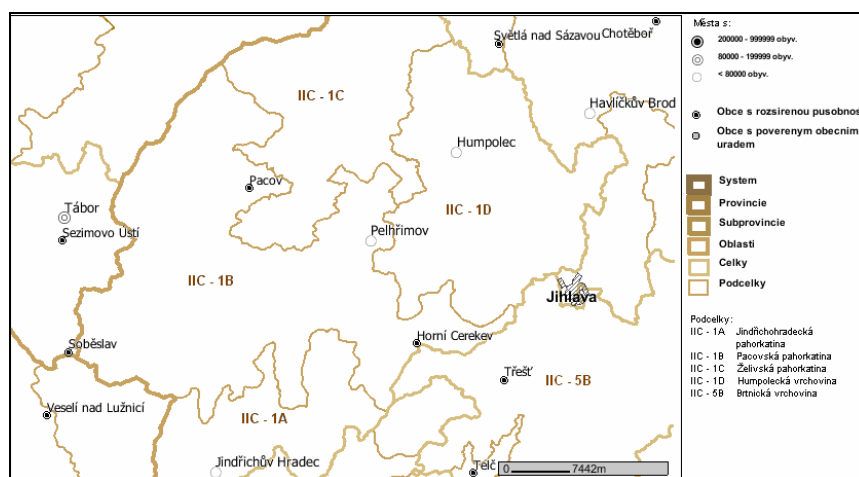 Světlá nad Sázavou
Chotěboř
IIC - 1C
Havlíčkův Brod
Humpolec
Pacov
IIC - 1D
Tábor
Sezimovo Ústí
Pelhřimov
IIC - 1B
Jihlava
Horní Cerekev
Soběslav
Třešť
IIC - 5B
Veselí nad Lužnicí
IIC - 1A
Jindřichův Hradec
Telč
0 7442m
Města s:
200000 - 999999 obyv.
80000 - 199999 obyv.
< 80000 obyv.
Obce s rozsirenou pusobnos
Obce s poverenym obecnim
uradem
System
Provincie
Subprovincie
Oblasti
Celky
Podcelky
Podcelky:
IIC - 1A Jindřichohradecká
pahorkatina
IIC - 1B Pacovská pahorkatina
IIC - 1C Želivská pahorkatina
IIC - 1D Humpolecká vrchovina
IIC - 5B Brtnická vrchovina